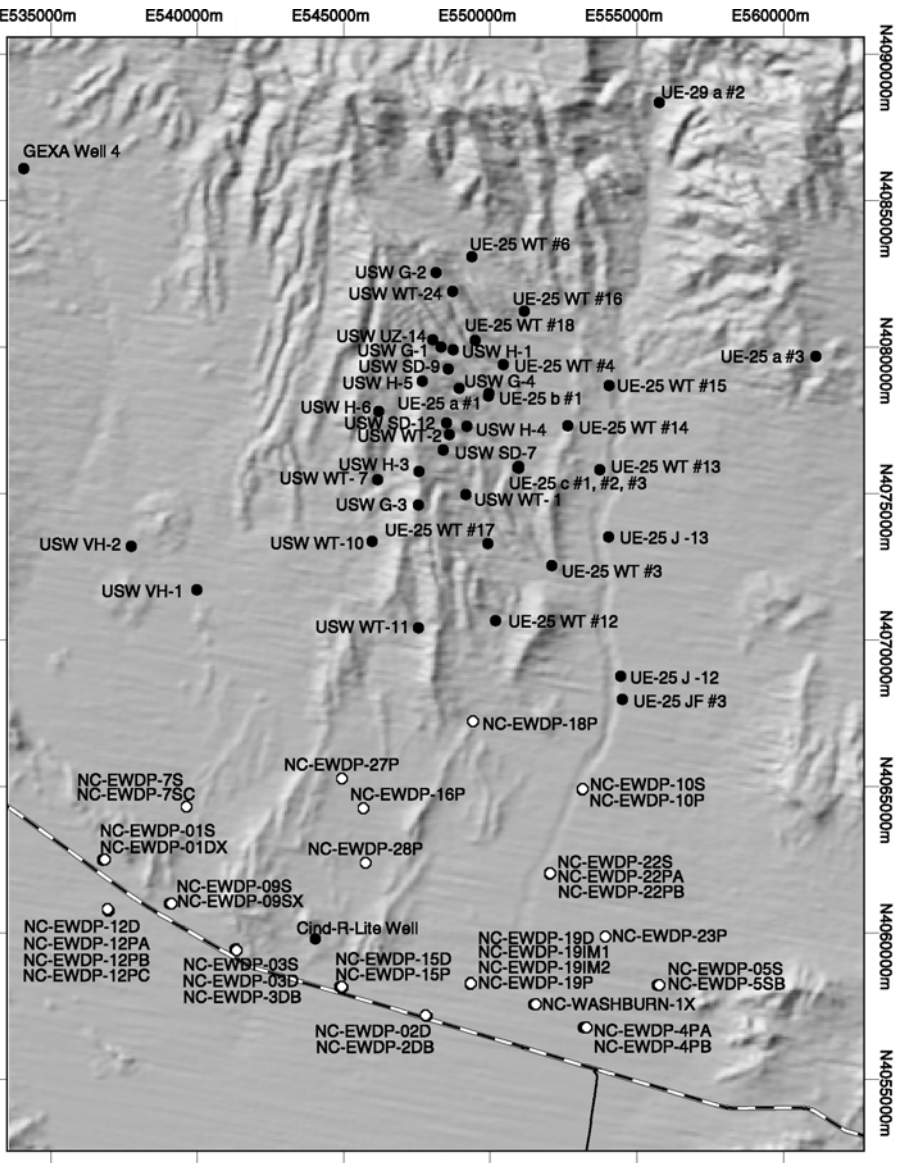 E535000m
E540000m
E545000m
E550000m
E555000m
E560000m
N4090000m
UE-29 a #2
GEXA Well 4
N4085000m
UE-25 WT #6
USW G-2
USW WT-24
UE-25 WT #16
UE-25 WT #18
USW UZ-14
N4080000m
USW G-1
USW H-1
UE-25 a #3
USW SD-9
UE-25 WT #4
USW H-5
USW G-4
UE-25 WT #15
UE-25 b #1
UE-25 a #1
USW H-6
USW SD-12
USW H-4
UE-25 WT #14
USW WT-2
USW SD-7
USW H-3
UE-25 WT #13
USW WT- 7
UE-25 c #1, #2, #3
USW WT- 1
N4075000m
USW G-3
UE-25 WT #17
UE-25 J -13
USW VH-2
USW WT-10
UE-25 WT #3
USW VH-1
UE-25 WT #12
USW WT-11
N4070000m
UE-25 J -12
UE-25 JF #3
NC-EWDP-18P
NC-EWDP-27P
NC-EWDP-7S
NC-EWDP-7SC
NC-EWDP-16P
NC-EWDP-10S
NC-EWDP-10P
N4065000m
NC-EWDP-01S
NC-EWDP-01DX
NC-EWDP-28P
NC-EWDP-22S
NC-EWDP-22PA
NC-EWDP-22PB
NC-EWDP-09S
NC-EWDP-09SX
NC-EWDP-12D
NC-EWDP-12PA
NC-EWDP-12PB
NC-EWDP-12PC
Cind-R-Lite Well
NC-EWDP-19D
NC-EWDP-19IM1
NC-EWDP-19IM2
NC-EWDP-19P
NC-EWDP-23P
N4060000m
NC-EWDP-03S
NC-EWDP-03D
NC-EWDP-3DB
NC-EWDP-15D
NC-EWDP-15P
NC-EWDP-05S
NC-EWDP-5SB
NC-WASHBURN-1X
NC-EWDP-02D
NC-EWDP-2DB
NC-EWDP-4PA
NC-EWDP-4PB
N4055000m